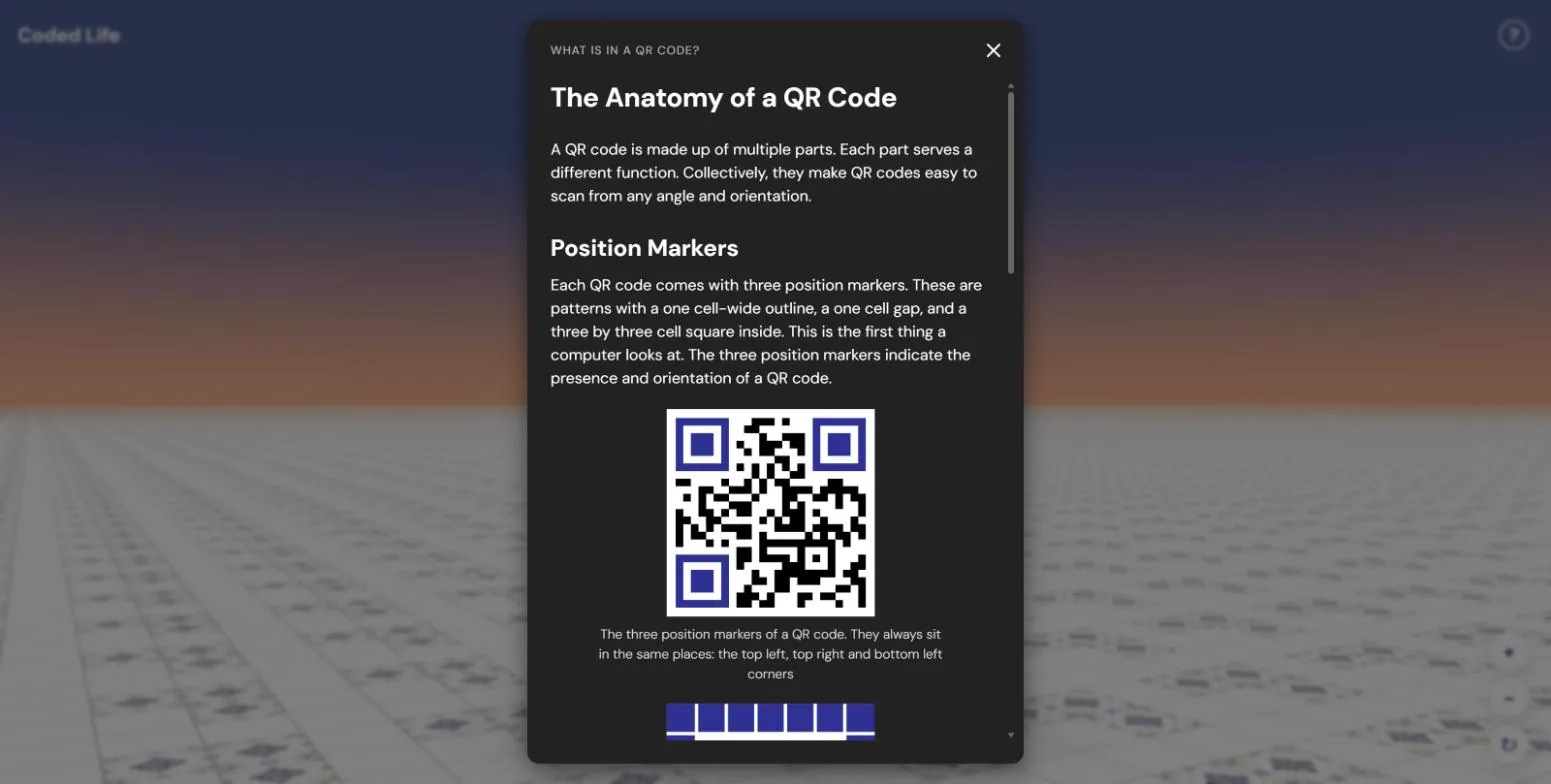 Coded Life
?
WHAT IS IN A QR CODE?
The Anatomy of a QR Code
A QR code is made up of multiple parts. Each part serves a
different function. Collectively, they make QR codes easy to
scan from any angle and orientation.
Position Markers
Each QR code comes with three position markers. These are
patterns with a one cell-wide outline, a one cell gap, and a
three by three cell square inside. This is the first thing a
computer looks at. The three position markers indicate the
presence and orientation of a QR code.
The three position markers of a QR code. They always sit
in the same places: the top left, top right and bottom left
corners